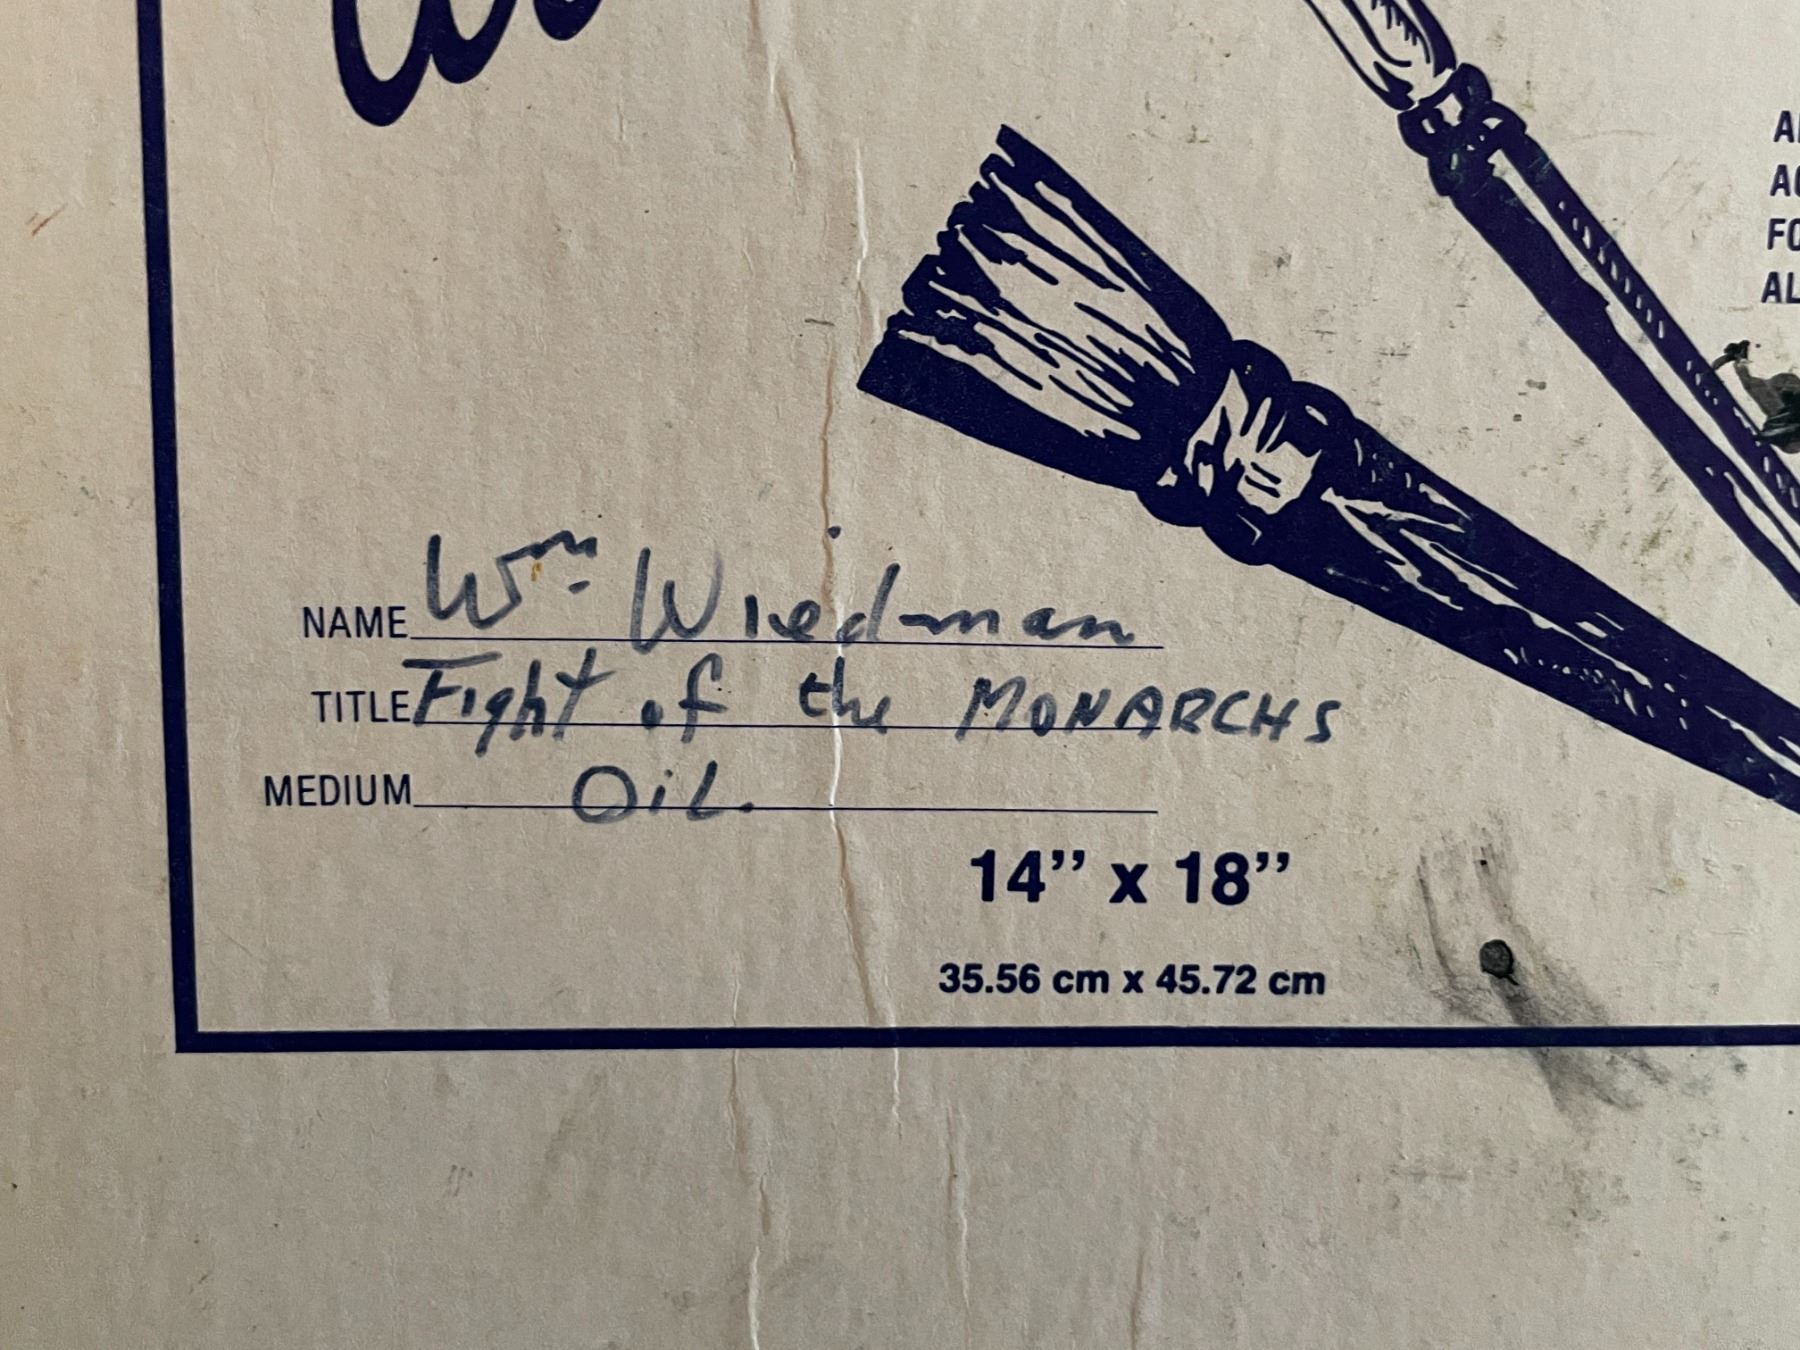 NAME Wm. Wiedman
TITLE Fight of the MONARCHS
MEDIUM OiL.
14” x 18”
35.56 cm x 45.72 cm